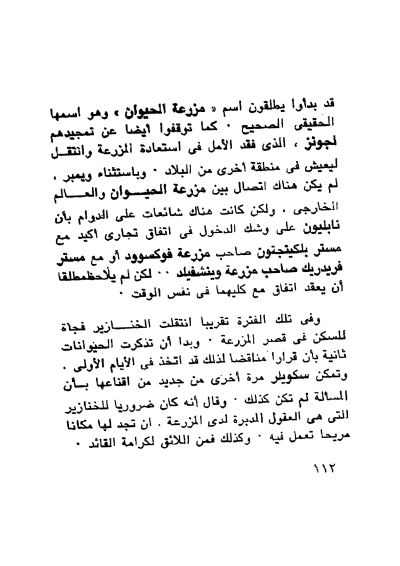 قد بدأوا يطلقون اسم « مزرعة الحيوان » وهو اسمها
الحقيقى الصحيح · كما توقفوا أيضا عن تمجيدهم
لجونز ، الذى فقد الأمل فى استعادة المزرعة وانتقـل
ليعيش فى منطقة أخرى من البلاد · وباستثناء ويمبر ،
لم يكن هناك اتصال بين مزرعة الحيـــوان والعـــالم
الخارجى ، ولكن كانت هناك شائعات على الدوام بأن
نابليون على وشك الدخول فى اتفاق تجارى أكيد مع
مستر بلكينجتون صاحب مزرعة فوكسوود أو مع مستر
فريدريك صاحب مزرعة وينشفيلد ·· لكن لم يلاحظ مطلقا
أن يعقد اتفاق مع كليهما فى نفس الوقت ·
وفى تلك الفترة تقريبا انتقلت الخنـــازير فجأة
للسكن فى قصر المزرعة · وبدا أن تذكرت الحيوانات
ثانية بأن قرارا مناقضا لذلك قد اتخذ فى الأيام الأولى .
وتمكن سكويلر مرة أخرى من جديد من اقناعها بـأن
المسألة لم تكن كذلك · وقال أنه كان ضروريا للخنازير
التى هى العقول المدبرة لدى المزرعة . ان تجد لها مكانا
مريحا تعمل فيه · وكذلك فمن اللائق لكرامة القائد ·
١١٢